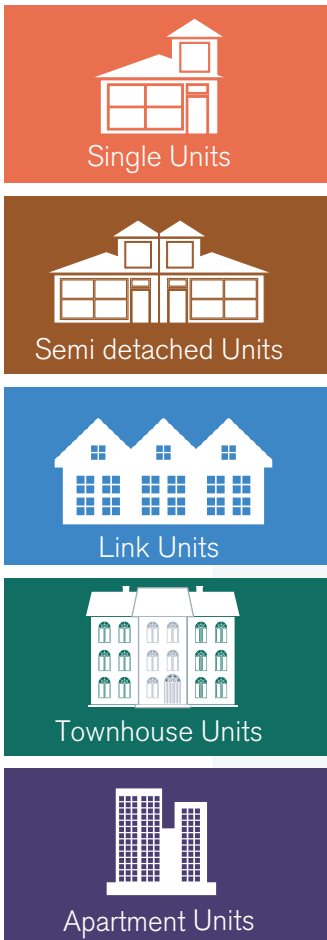 Single Units
Semi detached Units
Link Units
Townhouse Units
Apartment Units